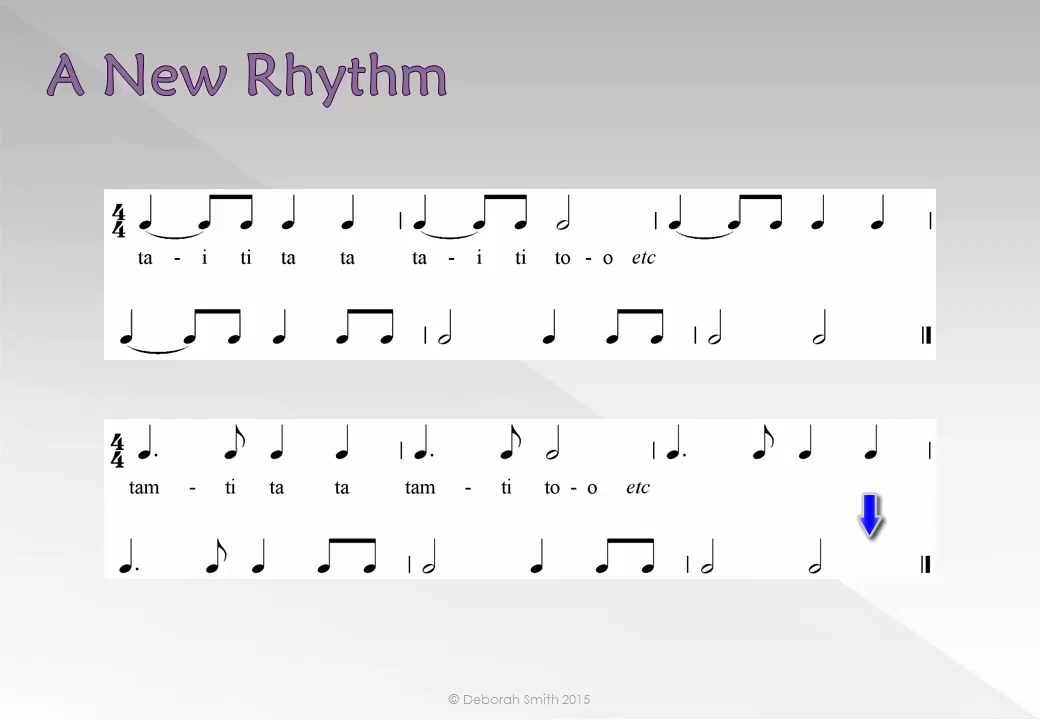 A New Rhythm
4
4
ta - i ti ta ta ta - i ti to - o etc
4
4
tam - ti ta ta tam - ti to - o etc
© Deborah Smith 2015